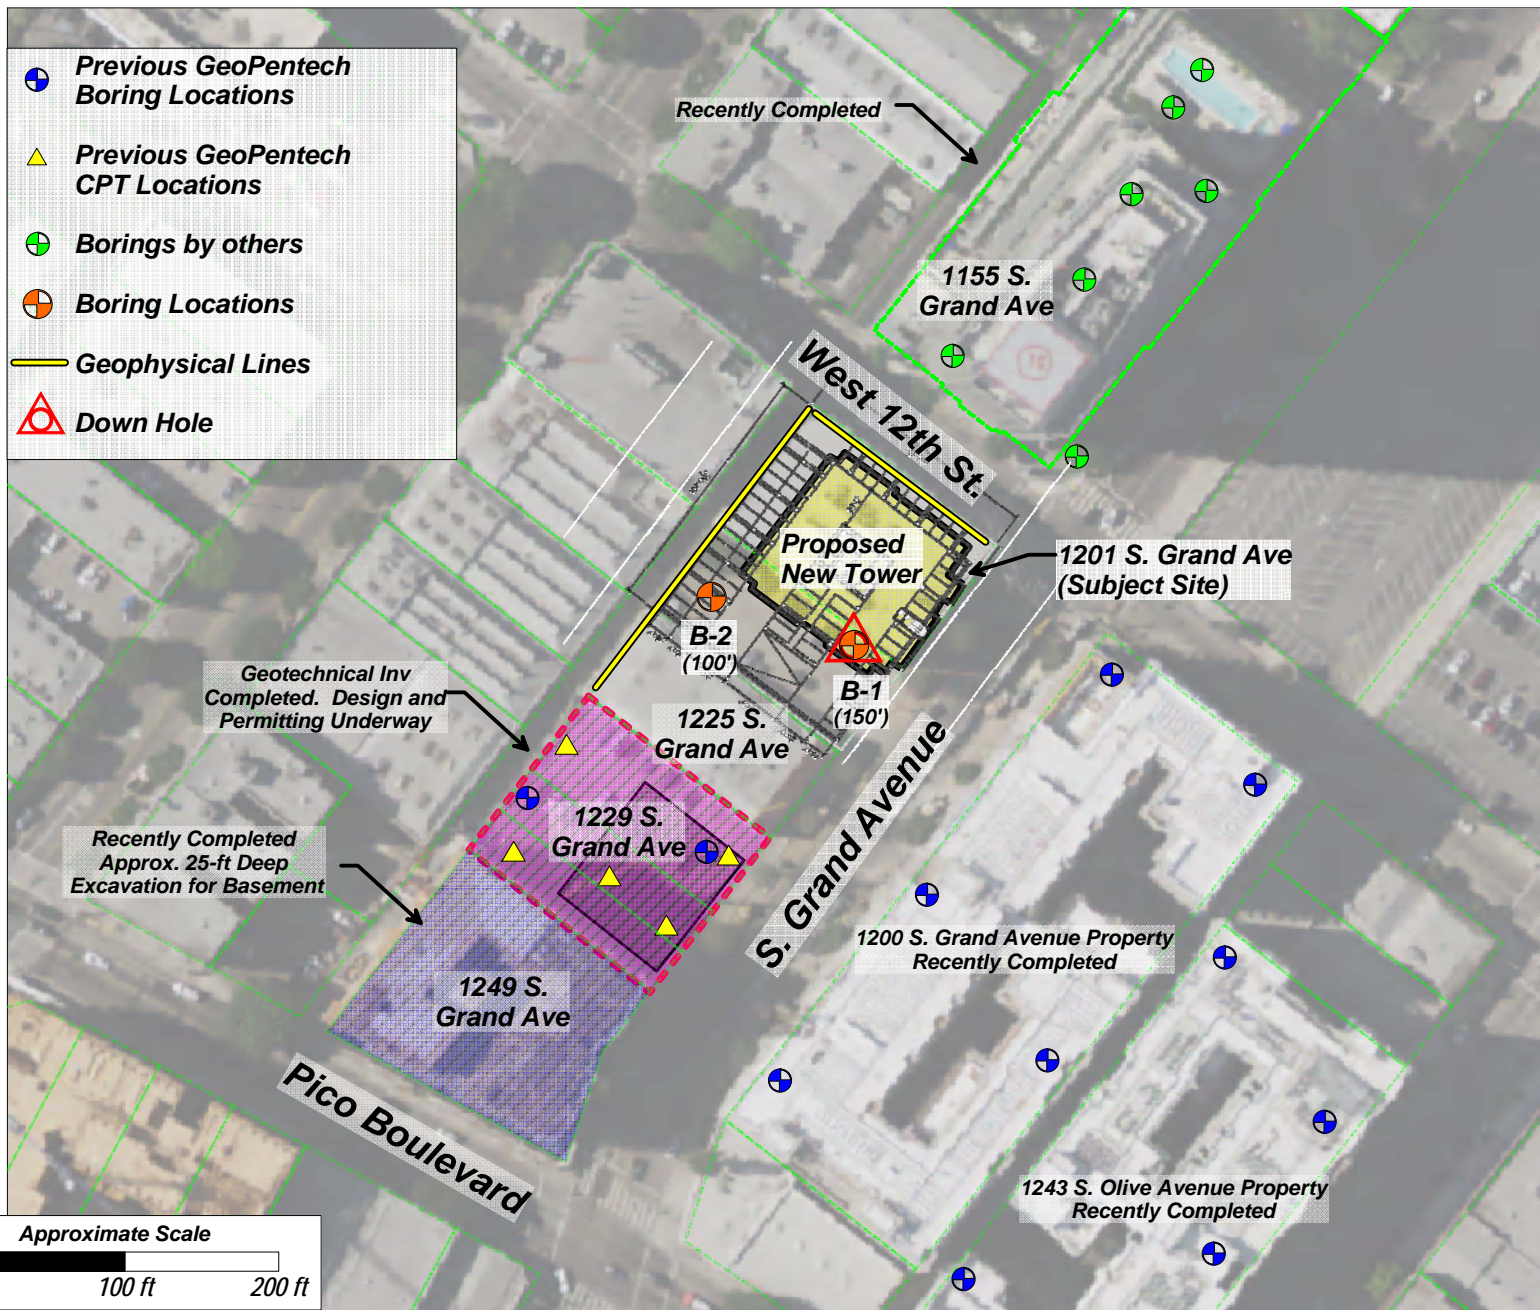 Previous GeoPentech
Boring Locations
Previous GeoPentech
CPT Locations
Borings by others
Boring Locations
Geophysical Lines
Down Hole
Recently Completed
1155 S.
Grand Ave
West 12th St.
Proposed
New Tower
1201 S. Grand Ave
(Subject Site)
B-2
(100')
B-1
(150')
Geotechnical Inv
Completed. Design and
Permitting Underway
1225 S.
Grand Ave
S. Grand Avenue
1229 S.
Grand Ave
Recently Completed
Approx. 25-ft Deep
Excavation for Basement
1200 S. Grand Avenue Property
Recently Completed
1249 S.
Grand Ave
Pico Boulevard
1243 S. Olive Avenue Property
Recently Completed
Approximate Scale
100 ft
200 ft